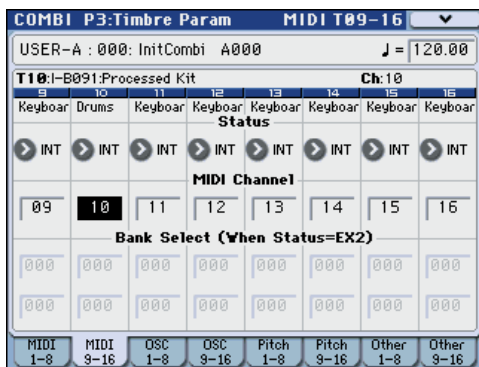 COMBI P3:Timbre Param MIDI T09-16
USER-A : 000: InitCombi A000 ♩= 120.00
T10:I-B091:Processed Kit Ch:10
9 10 11 12 13 14 15 16
Keyboar Drums Keyboar Keyboar Keyboar Keyboar Keyboar Keyboar
Status
INT INT INT INT INT INT INT INT
MIDI Channel
09 10 11 12 13 14 15 16
Bank Select (When Status=EX2)
000 000 000 000 000 000 000 000
000 000 000 000 000 000 000 000
MIDI 1-8 MIDI 9-16 OSC 1-8 OSC 9-16 Pitch 1-8 Pitch 9-16 Other 1-8 Other 9-16